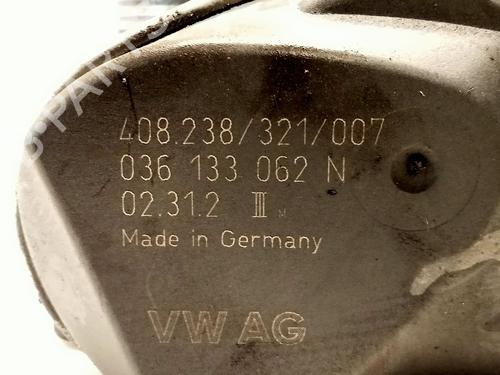 408.238/321/007
036 133 062 N
02.31.2 III M
Made in Germany
VW AG